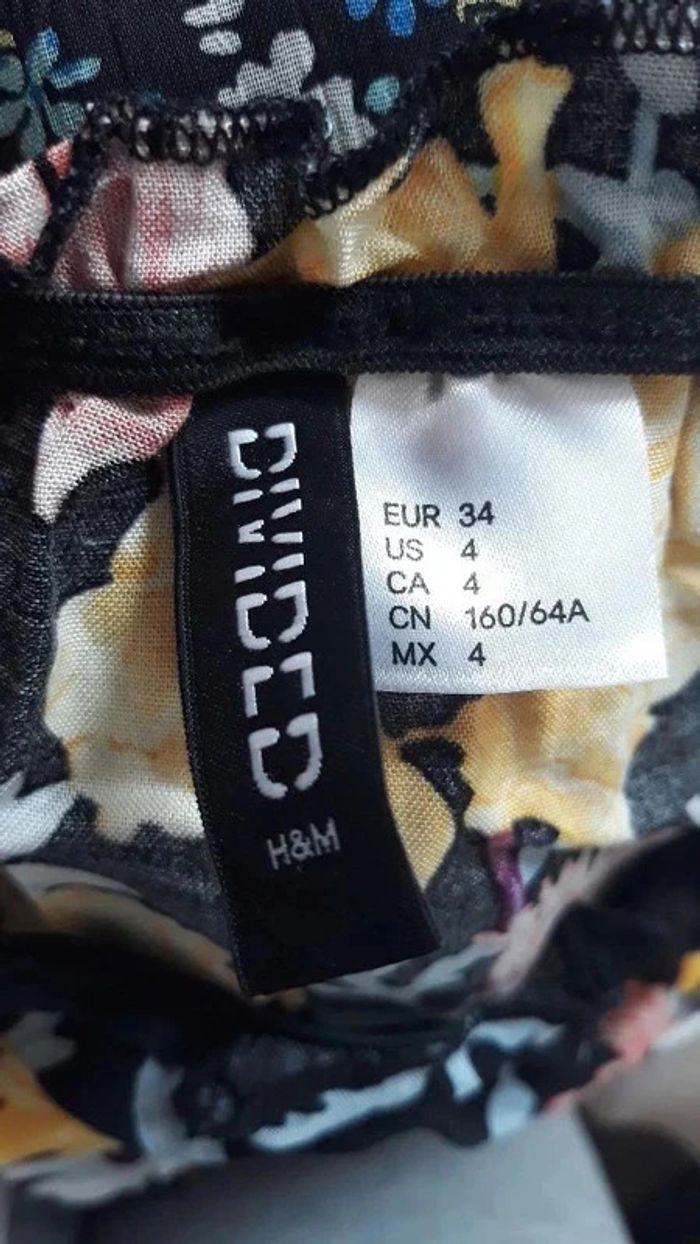 DIVIDED
H&M
EUR 34
US 4
CA 4
CN 160/64A
MX 4